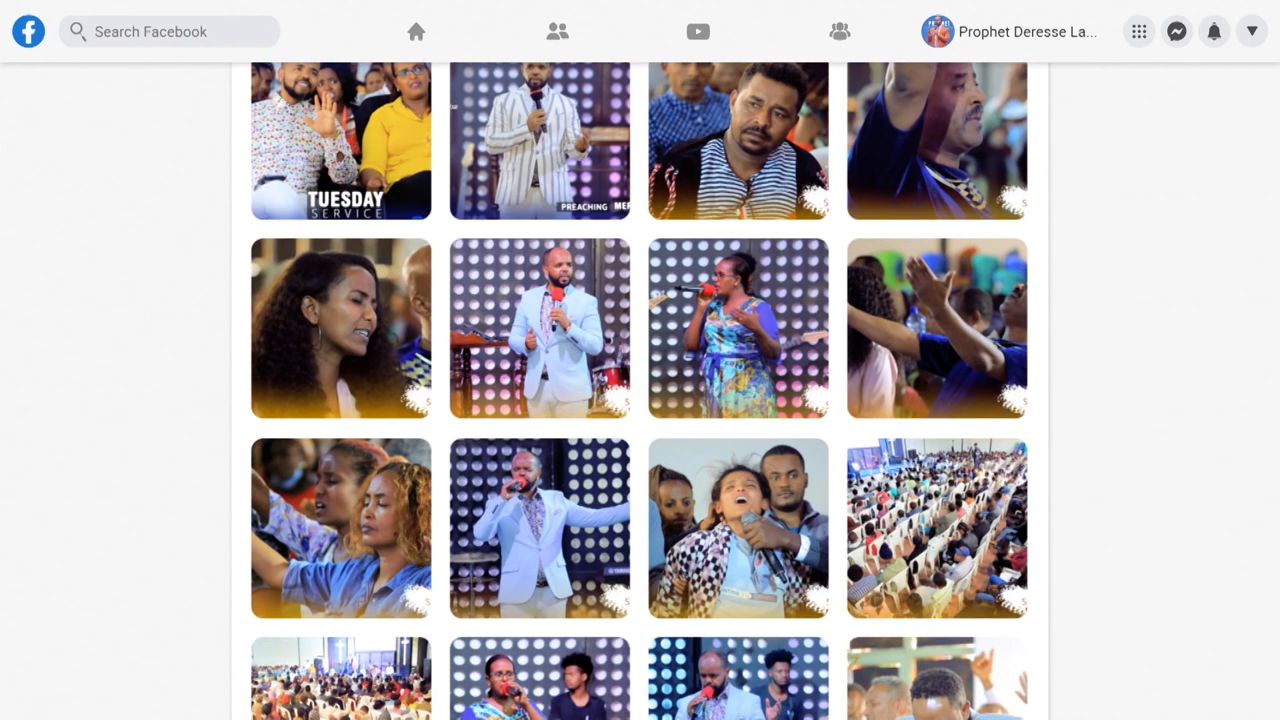 Search Facebook
Prophet Deresse La...
TUESDAY
SERVICE
PREACHING